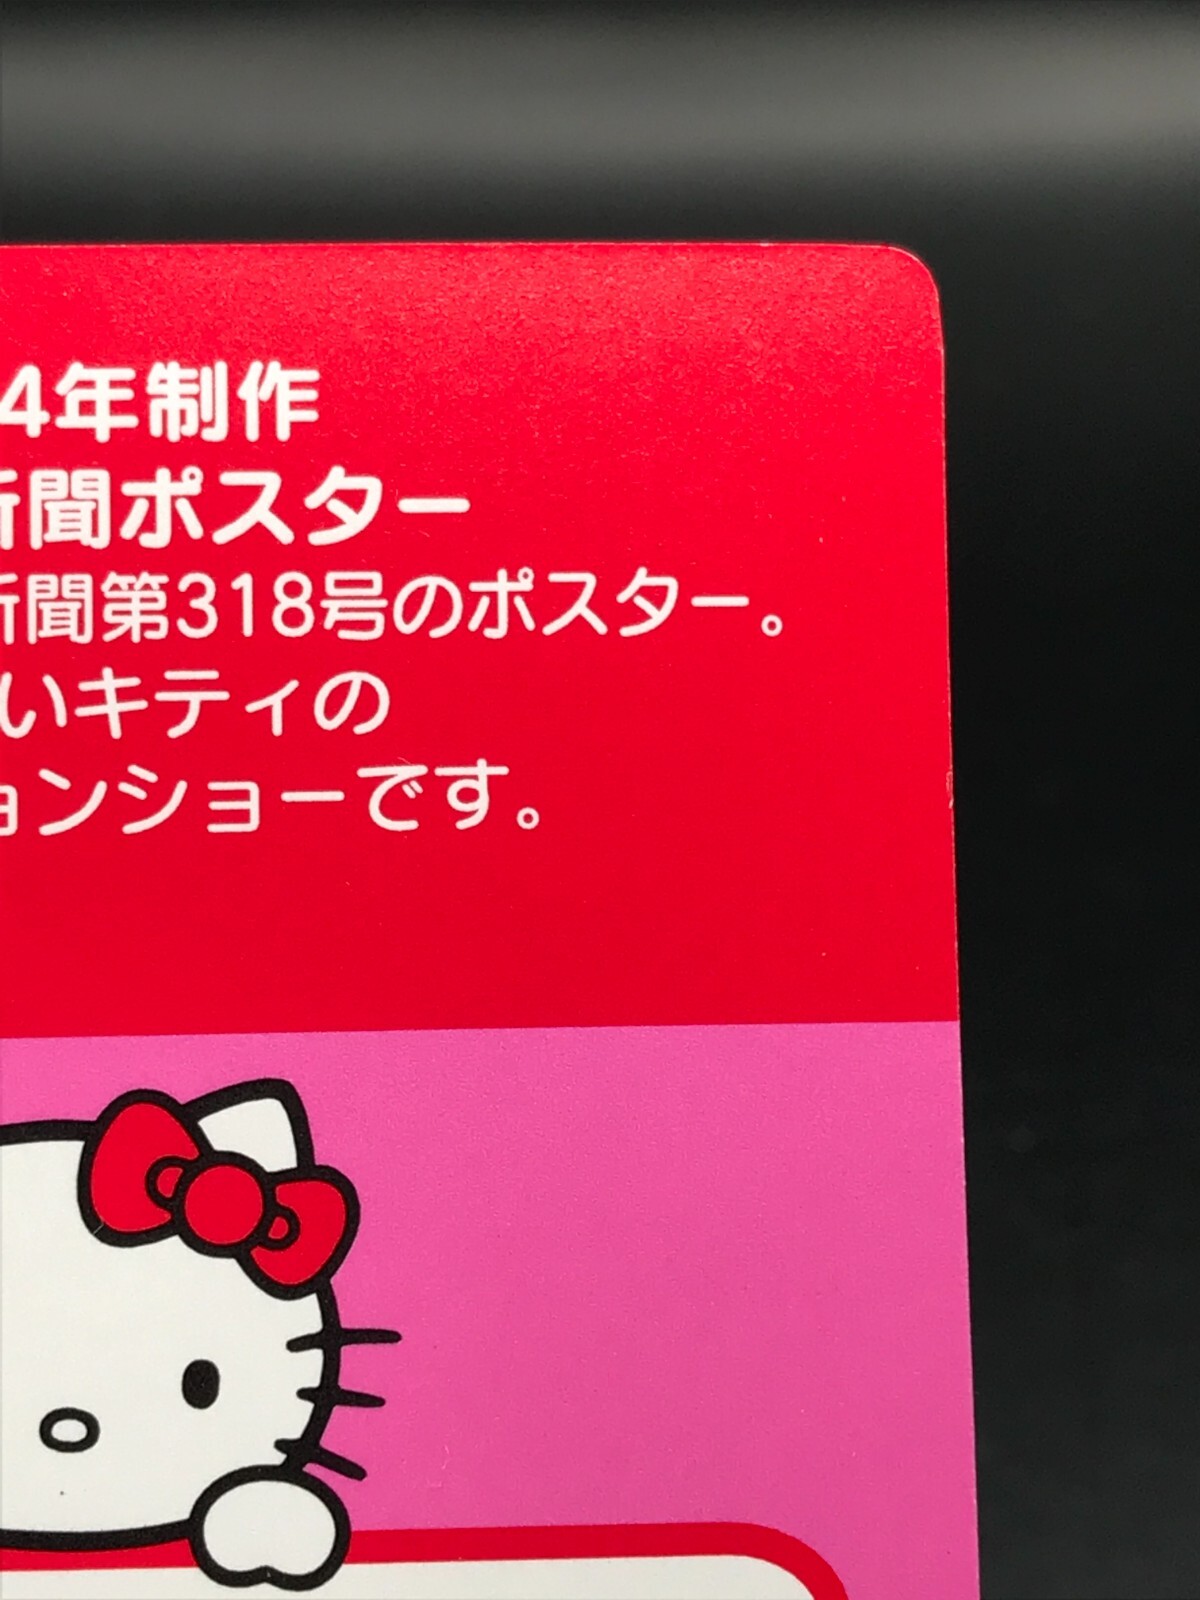 4年制作
新聞ポスター
新聞第318号のポスター。
いキティの
ョンショーです。